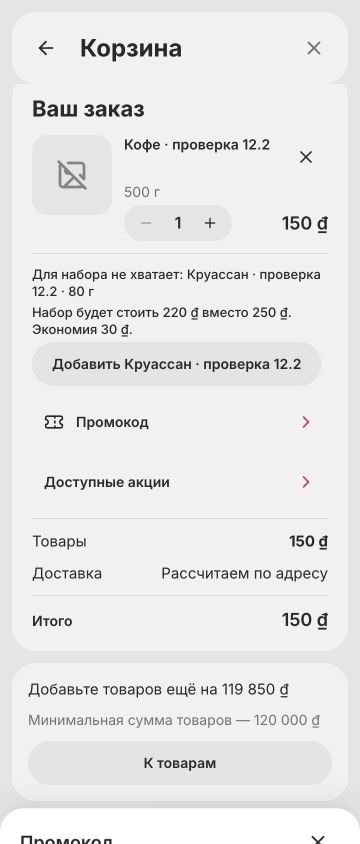 Корзина
Ваш заказ
Кофе · проверка 12.2
500 г
1
150 ₫
Для набора не хватает: Круассан · проверка
12.2 · 80 г
Набор будет стоить 220 ₫ вместо 250 ₫.
Экономия 30 ₫.
Добавить Круассан · проверка 12.2
Промокод
Доступные акции
Товары 150 ₫
Доставка Рассчитаем по адресу
Итого 150 ₫
Добавьте товаров ещё на 119 850 ₫
Минимальная сумма товаров — 120 000 ₫
К товарам
Промокод